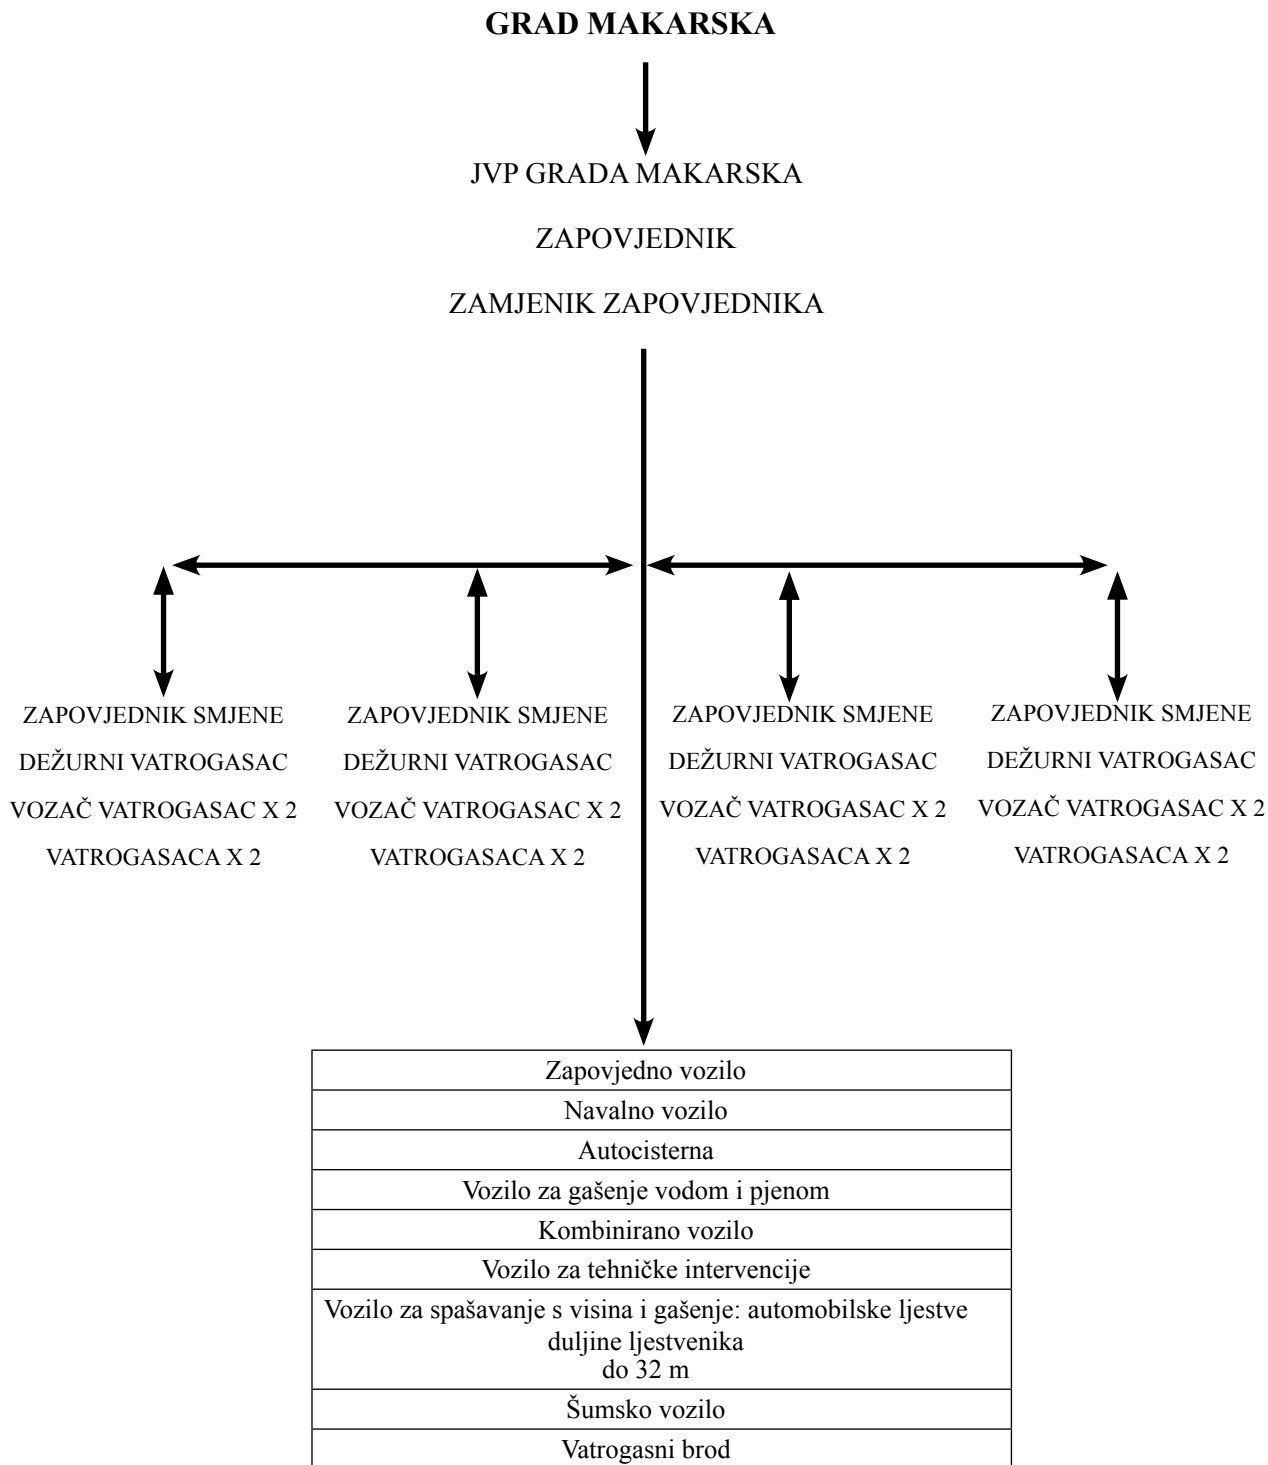 GRAD MAKARSKA
JVP GRADA MAKARSKA
ZAPOVJEDNIK
ZAMJENIK ZAPOVJEDNIKA
ZAPOVJEDNIK SMJENE
DEŽURNI VATROGASAC
VOZAČ VATROGASAC X 2
VATROGASACA X 2
ZAPOVJEDNIK SMJENE
DEŽURNI VATROGASAC
VOZAČ VATROGASAC X 2
VATROGASACA X 2
ZAPOVJEDNIK SMJENE
DEŽURNI VATROGASAC
VOZAČ VATROGASAC X 2
VATROGASACA X 2
ZAPOVJEDNIK SMJENE
DEŽURNI VATROGASAC
VOZAČ VATROGASAC X 2
VATROGASACA X 2
Zapovjedno vozilo
Navalno vozilo
Autocisterna
Vozilo za gašenje vodom i pjenom
Kombinirano vozilo
Vozilo za tehničke intervencije
Vozilo za spašavanje s visina i gašenje: automobilske ljestve
duljine ljestvenika
do 32 m
Šumsko vozilo
Vatrogasni brod